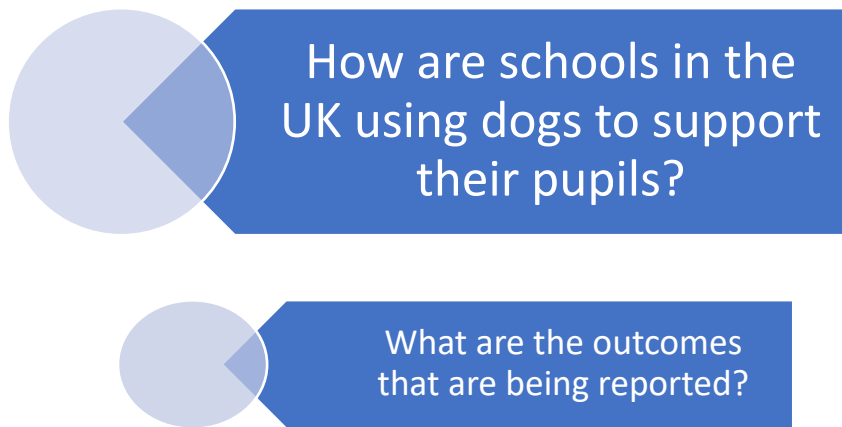 How are schools in the
UK using dogs to support
their pupils?
What are the outcomes
that are being reported?